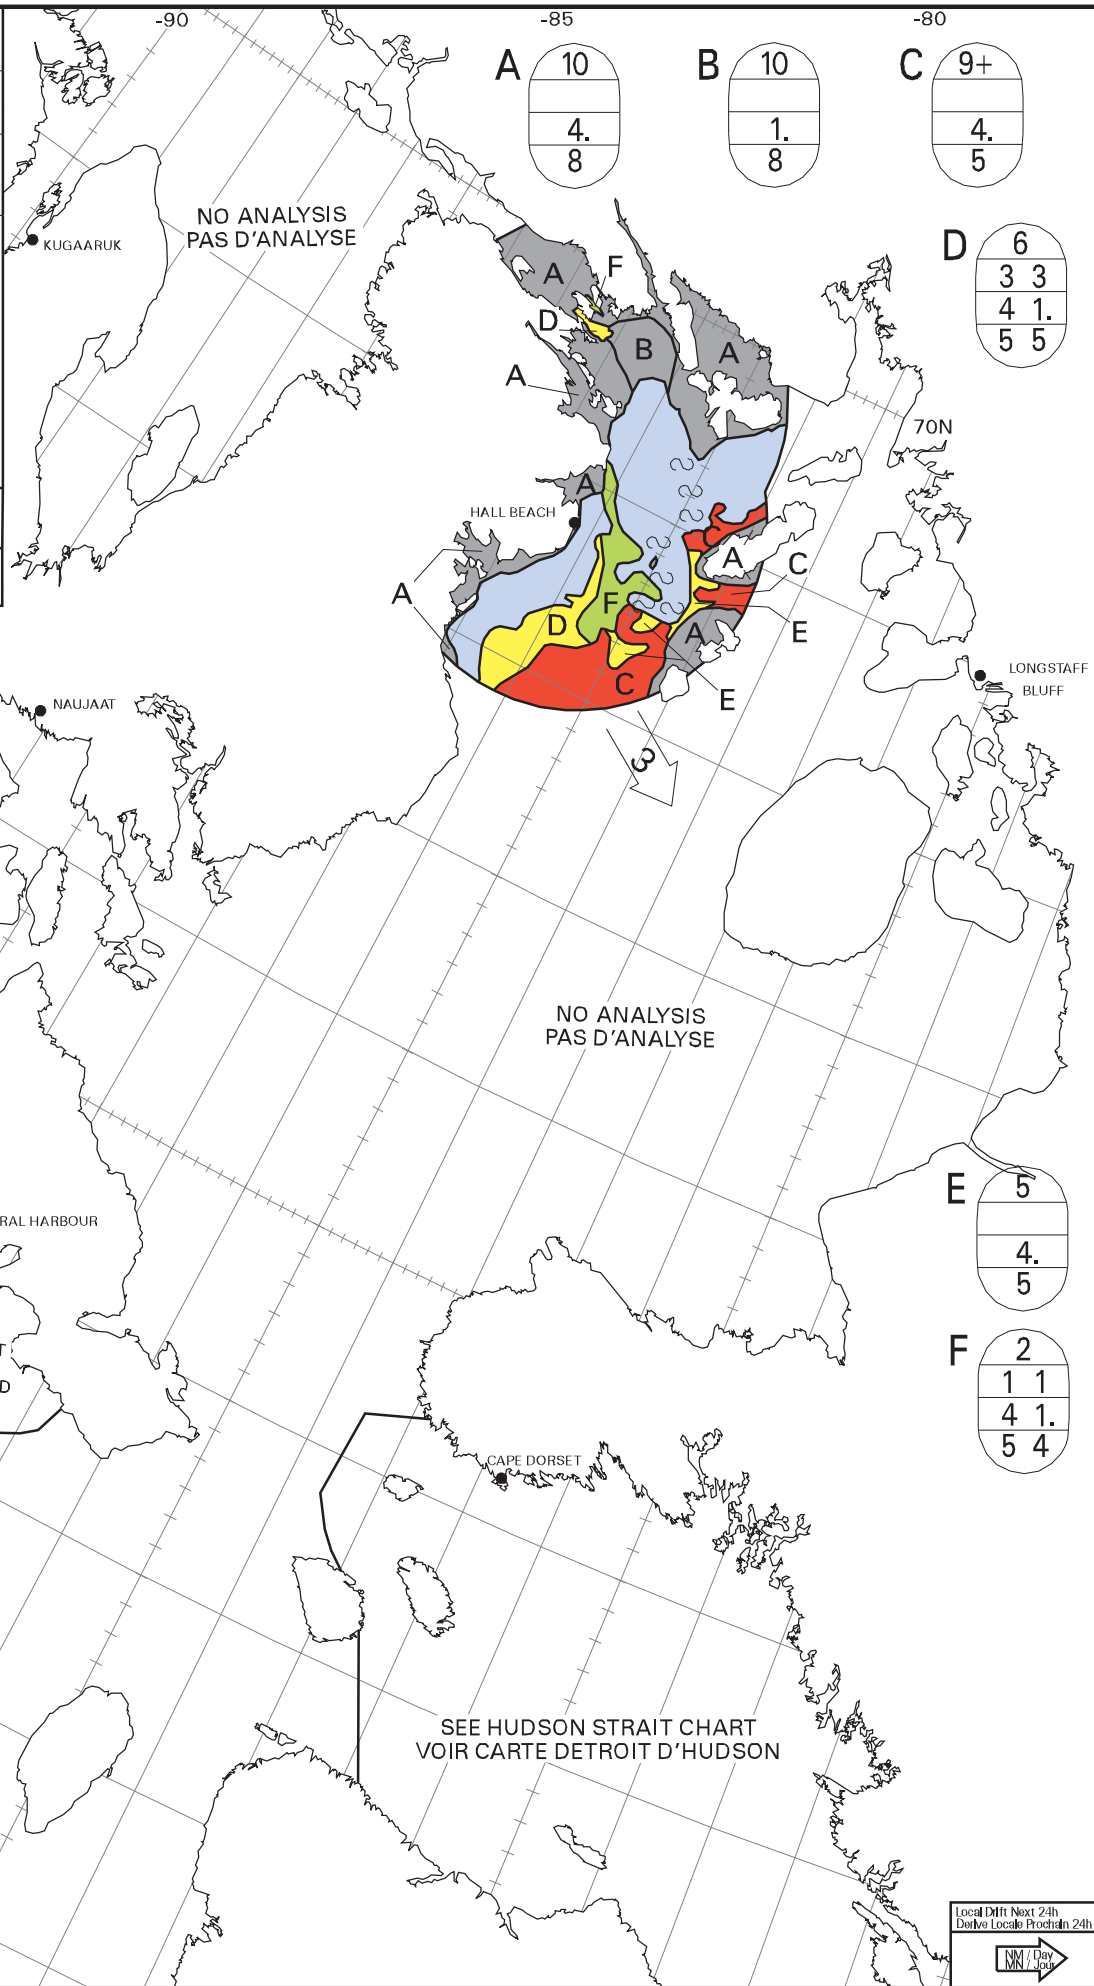 -90
-85
-80
A
10
4.
8
B
10
1.
8
C
9+
4.
5
NO ANALYSIS
PAS D'ANALYSE
KUGAARUK
D
6
3 3
4 1.
5 5
A
F
D
B
A
A
70N
A
HALL BEACH
A
C
A
D
F
A
E
C
E
LONGSTAFF
BLUFF
NAUJAAT
3
NO ANALYSIS
PAS D'ANALYSE
E
5
4.
5
RAL HARBOUR
F
2
1 1
4 1.
5 4
T
D
CAPE DORSET
SEE HUDSON STRAIT CHART
VOIR CARTE DETROIT D'HUDSON
Local Drift Next 24h
Derive Locale Prochain 24h
NM / Day
MN / Jour